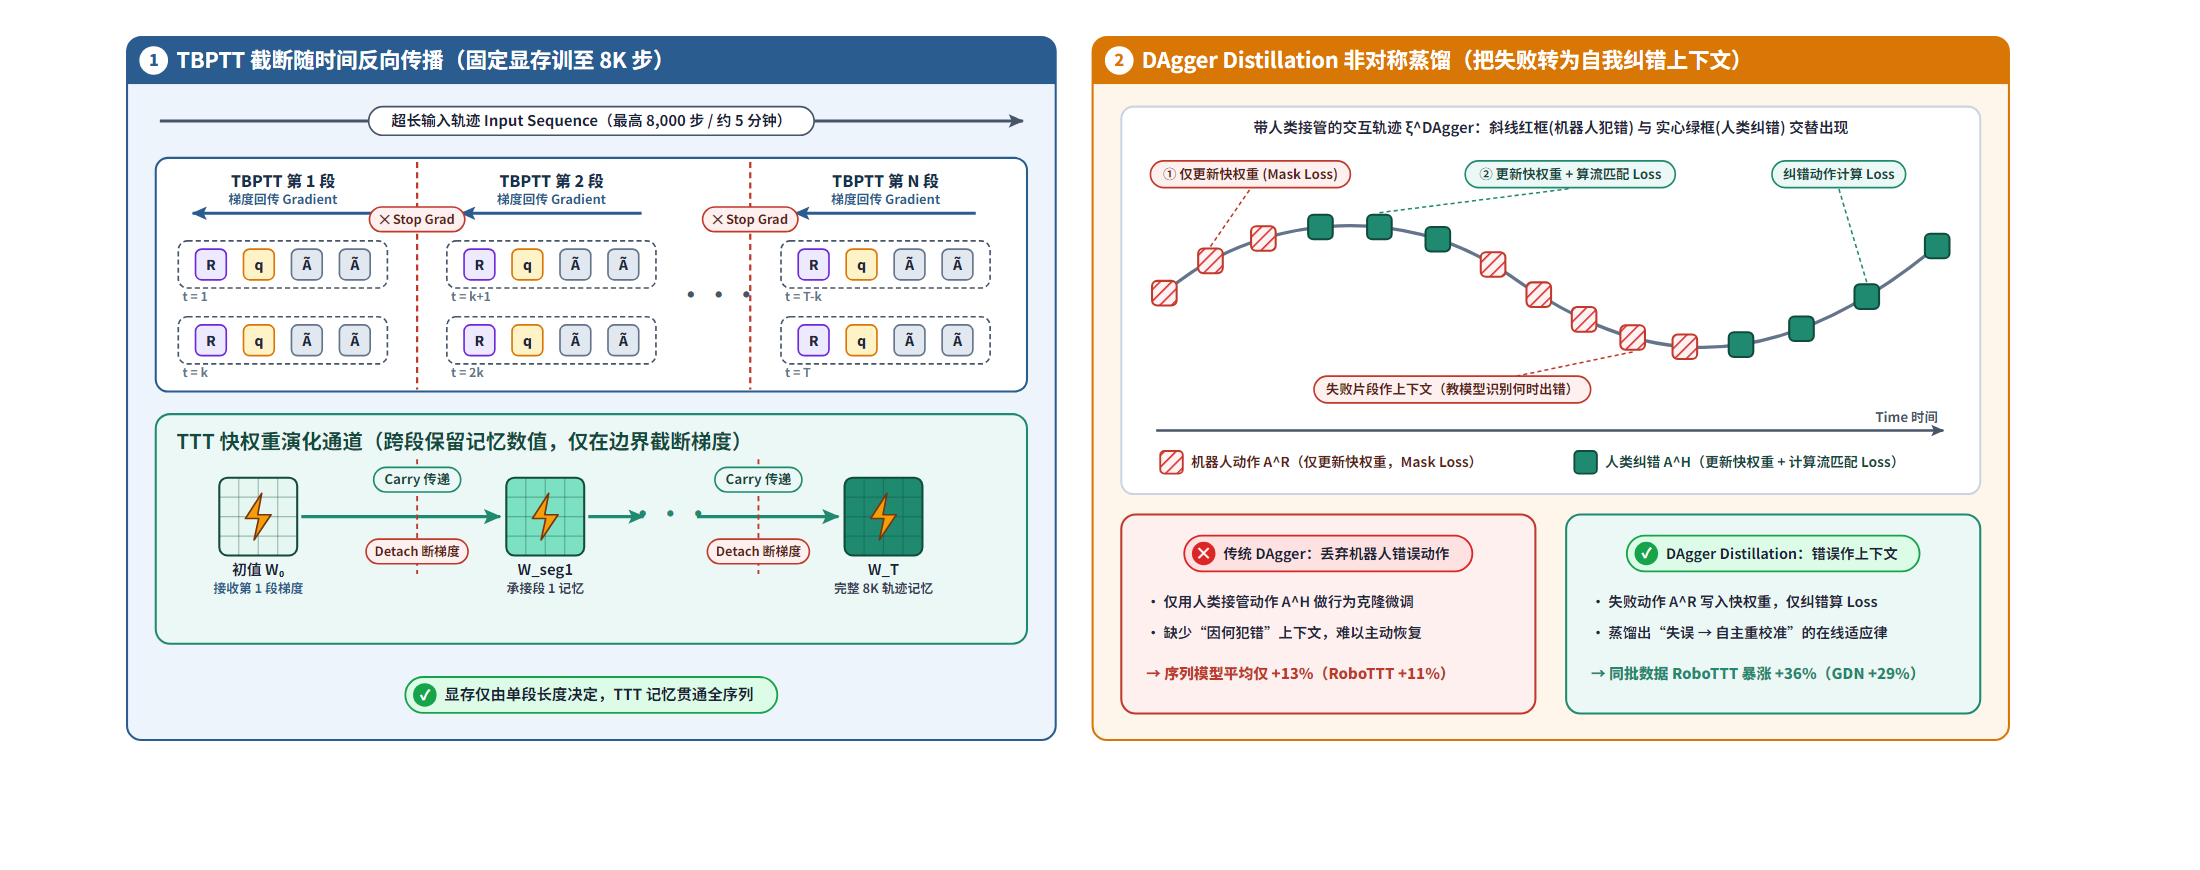 1 TBPTT 截断随时间反向传播（固定显存训至 8K 步）
超长输入轨迹 Input Sequence（最高 8,000 步 / 约 5 分钟）
TBPTT 第 1 段
梯度回传 Gradient
TBPTT 第 2 段
梯度回传 Gradient
TBPTT 第 N 段
梯度回传 Gradient
✕ Stop Grad
✕ Stop Grad
R q Ã Ã
t = 1
R q Ã Ã
t = k+1
• • •
R q Ã Ã
t = T-k
R q Ã Ã
t = k
R q Ã Ã
t = 2k
R q Ã Ã
t = T
TTT 快权重演化通道（跨段保留记忆数值，仅在边界截断梯度）
Carry 传递
Carry 传递
• • •
Detach 断梯度
Detach 断梯度
初值 W₀
接收第 1 段梯度
W_seg1
承接段 1 记忆
W_T
完整 8K 轨迹记忆
✓ 显存仅由单段长度决定，TTT 记忆贯通全序列
2 DAgger Distillation 非对称蒸馏（把失败转为自我纠错上下文）
带人类接管的交互轨迹 ξ^DAgger：斜线红框(机器人犯错) 与 实心绿框(人类纠错) 交替出现
① 仅更新快权重 (Mask Loss)
② 更新快权重 + 算流匹配 Loss
纠错动作计算 Loss
失败片段作上下文（教模型识别何时出错）
Time 时间
机器人动作 A^R（仅更新快权重，Mask Loss）
人类纠错 A^H（更新快权重 + 计算流匹配 Loss）
✕ 传统 DAgger：丢弃机器人错误动作
• 仅用人类接管动作 A^H 做行为克隆微调
• 缺少“因何犯错”上下文，难以主动恢复
→ 序列模型平均仅 +13%（RoboTTT +11%）
✓ DAgger Distillation：错误作上下文
• 失败动作 A^R 写入快权重，仅纠错算 Loss
• 蒸馏出“失误 → 自主重校准”的在线适应律
→ 同批数据 RoboTTT 暴涨 +36%（GDN +29%）